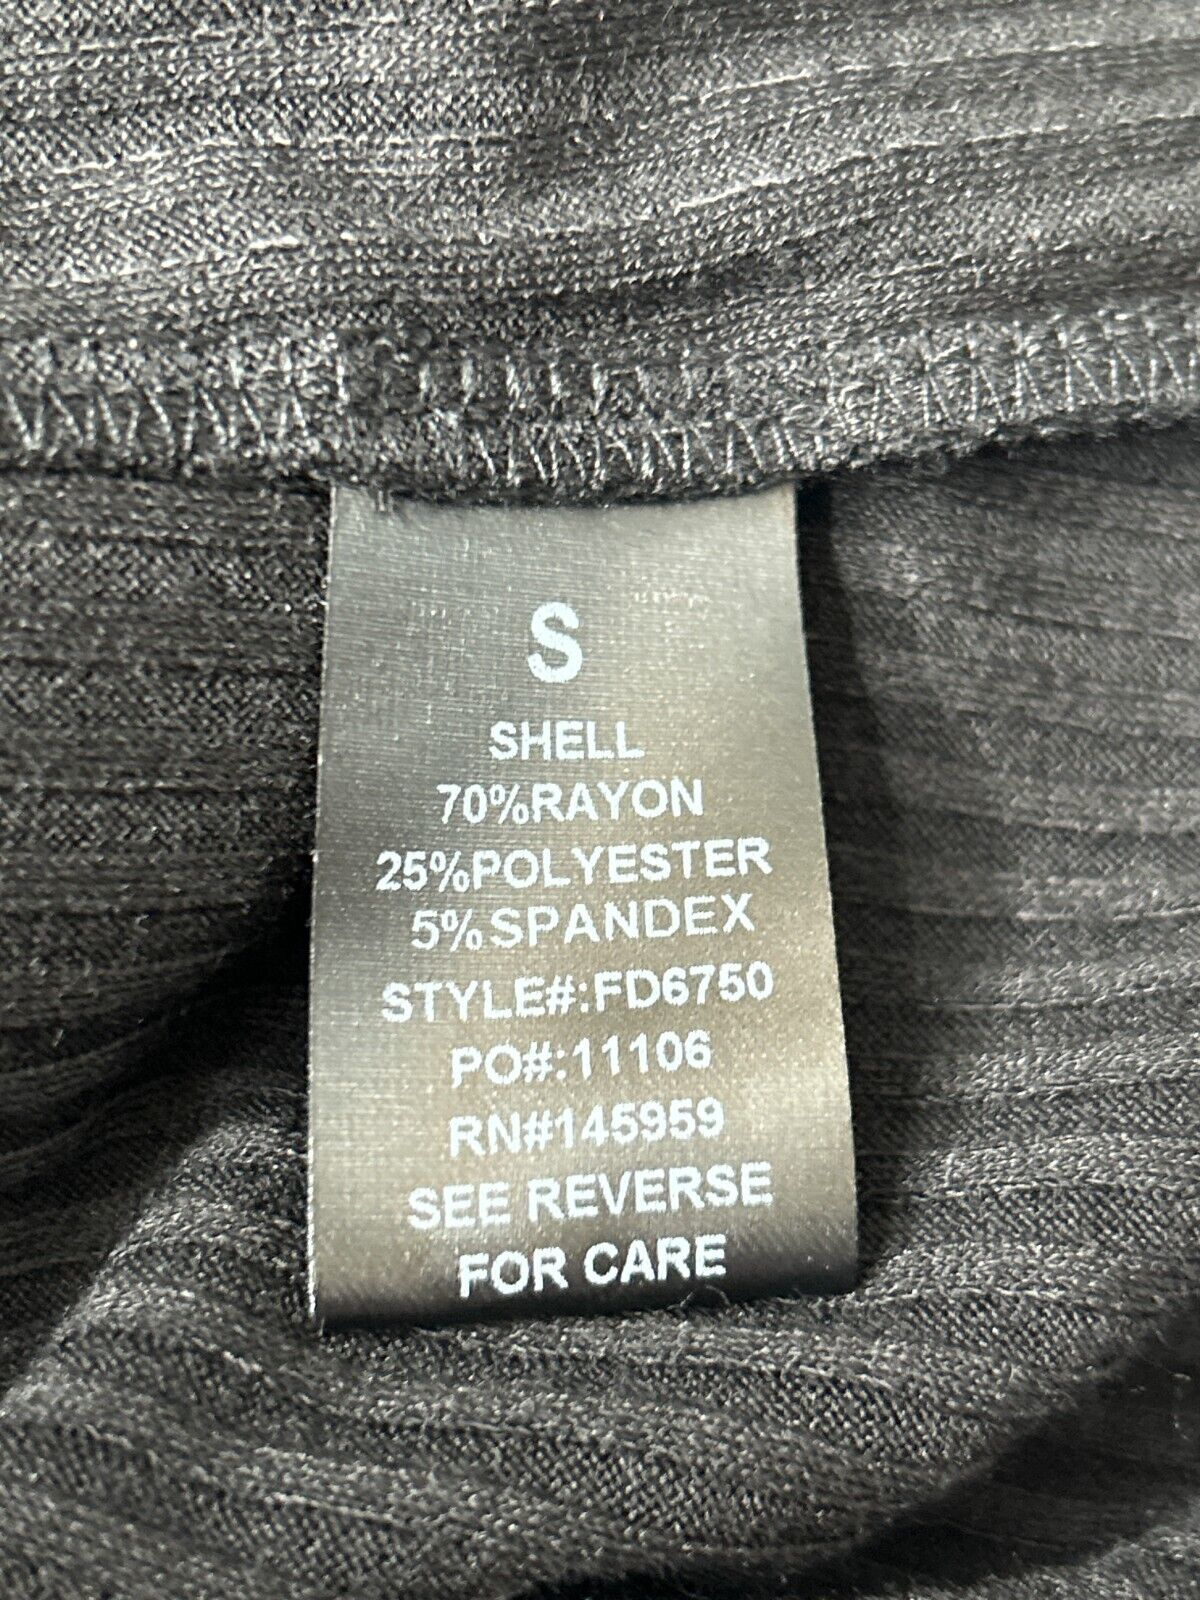 S
SHELL
70%RAYON
25%POLYESTER
5%SPANDEX
STYLE#:FD6750
PO#:11106
RN#145959
SEE REVERSE
FOR CARE